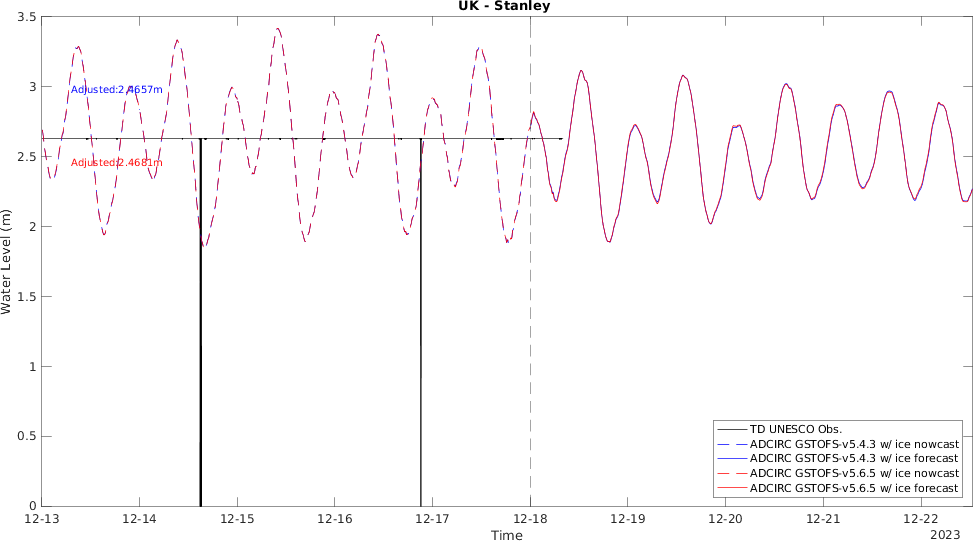 UK - Stanley
3.5
3
2.5
2
1.5
1
0.5
0
Water Level (m)
Adjusted:2.4657m
Adjusted:2.4681m
TD UNESCO Obs.
ADCIRC GSTOFS-v5.4.3 w/ ice nowcast
ADCIRC GSTOFS-v5.4.3 w/ ice forecast
ADCIRC GSTOFS-v5.6.5 w/ ice nowcast
ADCIRC GSTOFS-v5.6.5 w/ ice forecast
12-13 12-14 12-15 12-16 12-17 12-18 12-19 12-20 12-21 12-22
Time
2023